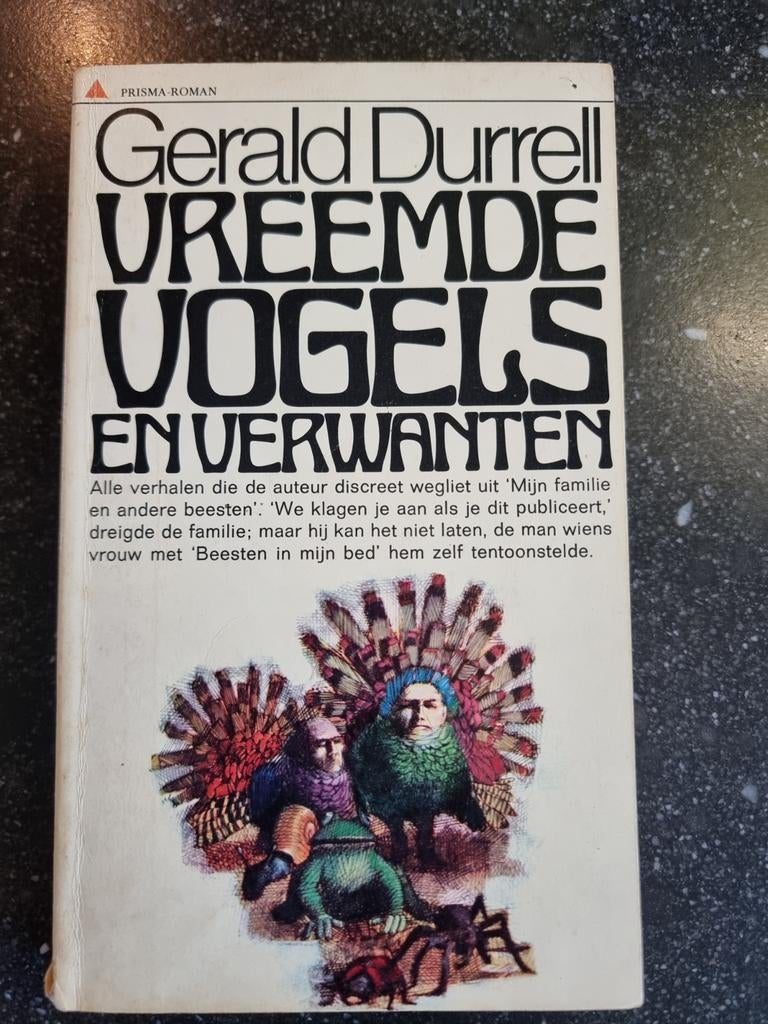 PRISMA-ROMAN
Gerald Durrell
VREEMDE
VOGELS
EN VERWANTEN
Alle verhalen die de auteur discreet wegliet uit 'Mijn familie
en andere beesten'. 'We klagen je aan als je dit publiceert,'
dreigde de familie; maar hij kan het niet laten, de man wiens
vrouw met 'Beesten in mijn bed' hem zelf tentoonstelde.